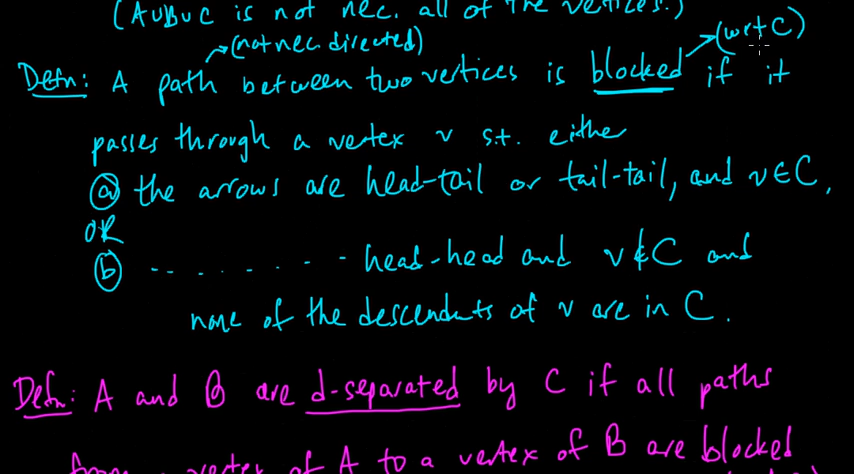 (AUBUC is not nec. all of the vertices.)
(not nec. directed)
(wrt C)
Defn: A path between two vertices is blocked if it
passes through a vertex v s.t. either
(a) the arrows are head-tail or tail-tail, and v∈C,
OR
(b) -- . . . . . - head-head and v∉C and
none of the descendents of v are in C.
Defn: A and B are d-separated by C if all paths
from a vertex of A to a vertex of B are blocked